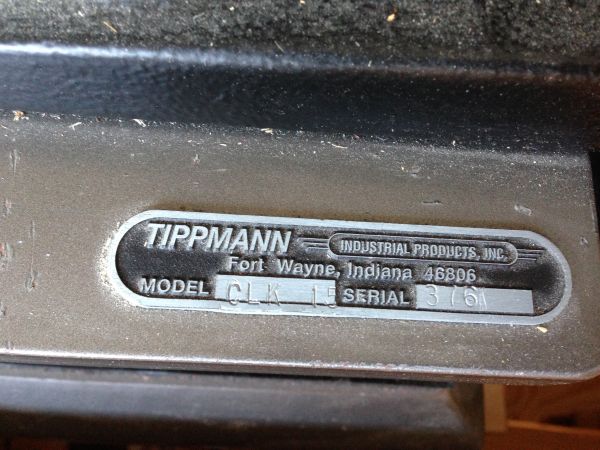 TIPPMANN INDUSTRIAL PRODUCTS, INC.
Fort Wayne, Indiana 46806
MODEL CLK 15 SERIAL